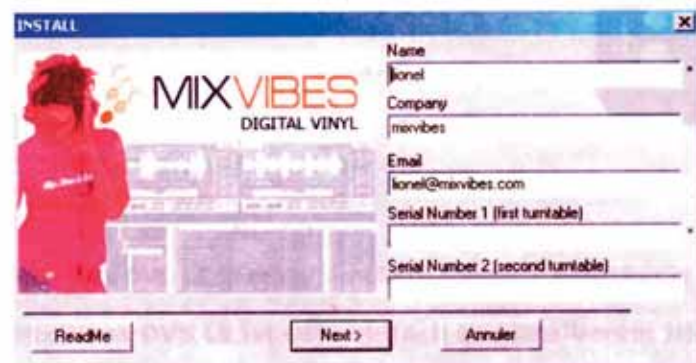 INSTALL
MIXVIBES
DIGITAL VINYL
Name
lionel
Company
mixvibes
Email
lionel@mixvibes.com
Serial Number 1 (first turntable)
Serial Number 2 (second turntable)
ReadMe
Next >
Annuler